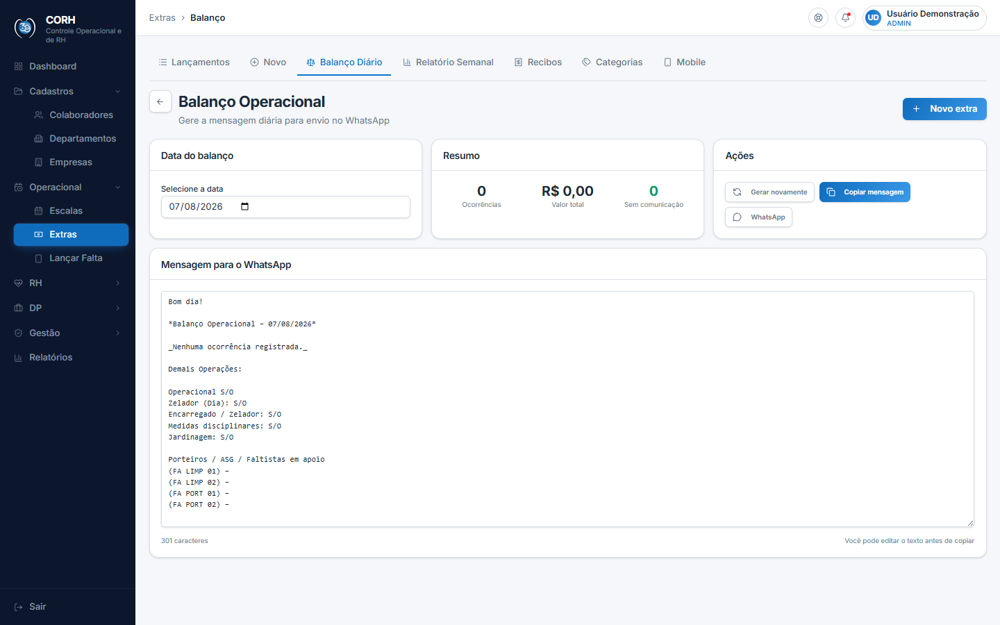 CORH
Controle Operacional e
de RH
Dashboard
Cadastros
Colaboradores
Departamentos
Empresas
Operacional
Escalas
Extras
Lançar Falta
RH
DP
Gestão
Relatórios
Sair
Extras > Balanço
UD
Usuário Demonstração
ADMIN
Lançamentos
Novo
Balanço Diário
Relatório Semanal
Recibos
Categorias
Mobile
Balanço Operacional
Gere a mensagem diária para envio no WhatsApp
+ Novo extra
Data do balanço
Selecione a data
07/08/2026
Resumo
0
Ocorrências
R$ 0,00
Valor total
0
Sem comunicação
Ações
Gerar novamente
Copiar mensagem
WhatsApp
Mensagem para o WhatsApp
Bom dia!
*Balanço Operacional – 07/08/2026*
_Nenhuma ocorrência registrada._
Demais Operações:
Operacional S/O
Zelador (Dia): S/O
Encarregado / Zelador: S/O
Medidas disciplinares: S/O
Jardinagem: S/O
Porteiros / ASG / Faltistas em apoio
(FA LIMP 01) –
(FA LIMP 02) –
(FA PORT 01) –
(FA PORT 02) –
301 caracteres
Você pode editar o texto antes de copiar